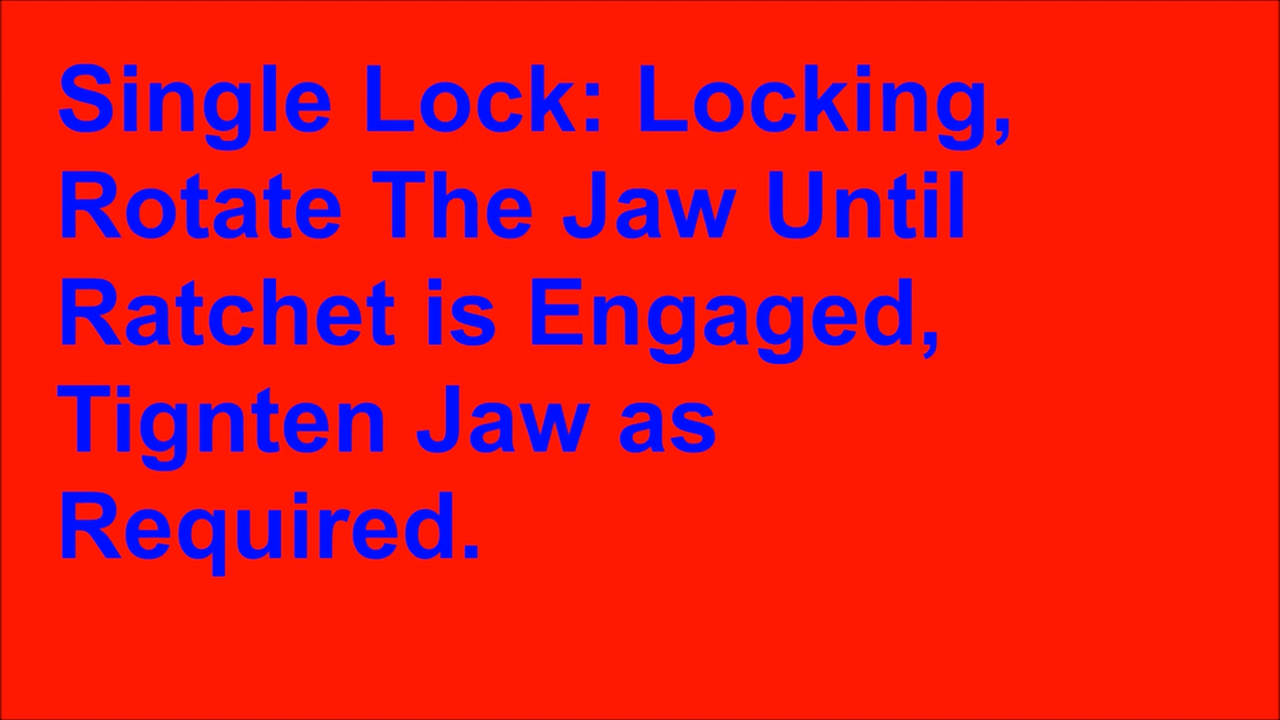 Single Lock: Locking,
Rotate The Jaw Until
Ratchet is Engaged,
Tignten Jaw as
Required.